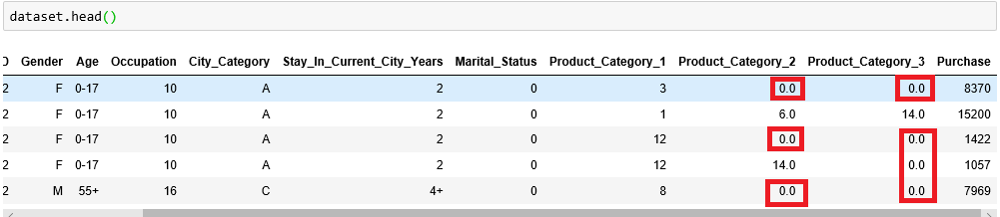 dataset.head()
D Gender Age Occupation City_Category Stay_In_Current_City_Years Marital_Status Product_Category_1 Product_Category_2 Product_Category_3 Purchase
2 F 0-17 10 A 2 0 3 0.0 0.0 8370
2 F 0-17 10 A 2 0 1 6.0 14.0 15200
2 F 0-17 10 A 2 0 12 0.0 0.0 1422
2 F 0-17 10 A 2 0 12 14.0 0.0 1057
2 M 55+ 16 C 4+ 0 8 0.0 0.0 7969